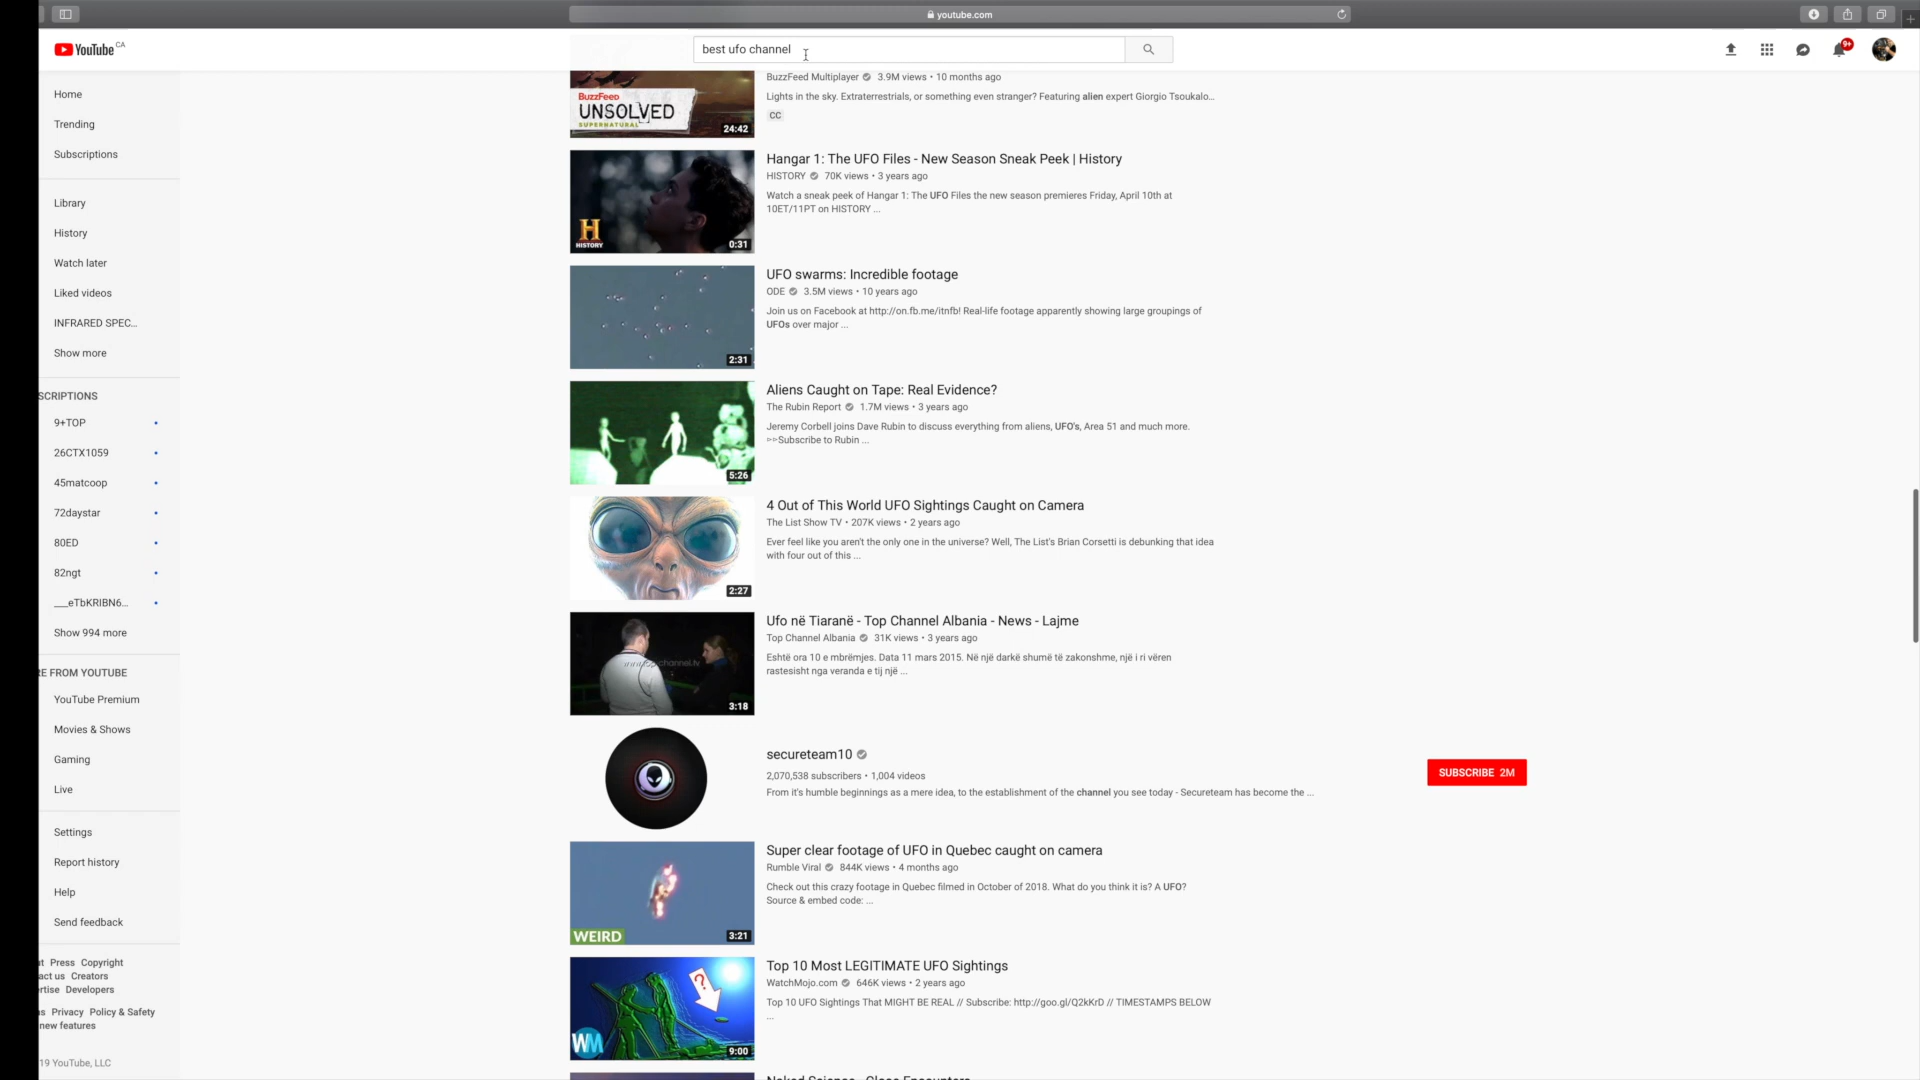 youtube.com
YouTube CA
best ufo channel
9+
Home
Trending
Subscriptions
Library
History
Watch later
Liked videos
INFRARED SPEC...
Show more
SCRIPTIONS
9+TOP
26CTX1059
45matcoop
72daystar
80ED
82ngt
___eTbKRIBN6...
Show 994 more
RE FROM YOUTUBE
YouTube Premium
Movies & Shows
Gaming
Live
Settings
Report history
Help
Send feedback
t Press Copyright
act us Creators
ertise Developers
s Privacy Policy & Safety
new features
19 YouTube, LLC
BuzzFeed
UNSOLVED
SUPERNATURAL
24:42
BuzzFeed Multiplayer 3.9M views • 10 months ago
Lights in the sky. Extraterrestrials, or something even stranger? Featuring alien expert Giorgio Tsoukalo...
CC
H
HISTORY
0:31
Hangar 1: The UFO Files - New Season Sneak Peek | History
HISTORY 70K views • 3 years ago
Watch a sneak peek of Hangar 1: The UFO Files the new season premieres Friday, April 10th at
10ET/11PT on HISTORY ...
2:31
UFO swarms: Incredible footage
ODE 3.5M views • 10 years ago
Join us on Facebook at http://on.fb.me/itnfb! Real-life footage apparently showing large groupings of
UFOs over major ...
5:26
Aliens Caught on Tape: Real Evidence?
The Rubin Report 1.7M views • 3 years ago
Jeremy Corbell joins Dave Rubin to discuss everything from aliens, UFO's, Area 51 and much more.
▻▻Subscribe to Rubin ...
2:27
4 Out of This World UFO Sightings Caught on Camera
The List Show TV • 207K views • 2 years ago
Ever feel like you aren't the only one in the universe? Well, The List's Brian Corsetti is debunking that idea
with four out of this ...
www.top-channel.tv
3:18
Ufo në Tiaranë - Top Channel Albania - News - Lajme
Top Channel Albania 31K views • 3 years ago
Eshtë ora 10 e mbrëmjes. Data 11 mars 2015. Në një darkë shumë të zakonshme, një i ri vëren
rastesisht nga veranda e tij një ...
secureteam10
2,070,538 subscribers • 1,004 videos
From it's humble beginnings as a mere idea, to the establishment of the channel you see today - Secureteam has become the ...
SUBSCRIBE 2M
WEIRD
3:21
Super clear footage of UFO in Quebec caught on camera
Rumble Viral 844K views • 4 months ago
Check out this crazy footage in Quebec filmed in October of 2018. What do you think it is? A UFO?
Source & embed code: ...
?
WM
9:00
Top 10 Most LEGITIMATE UFO Sightings
WatchMojo.com 646K views • 2 years ago
Top 10 UFO Sightings That MIGHT BE REAL // Subscribe: http://goo.gl/Q2kKrD // TIMESTAMPS BELOW
...